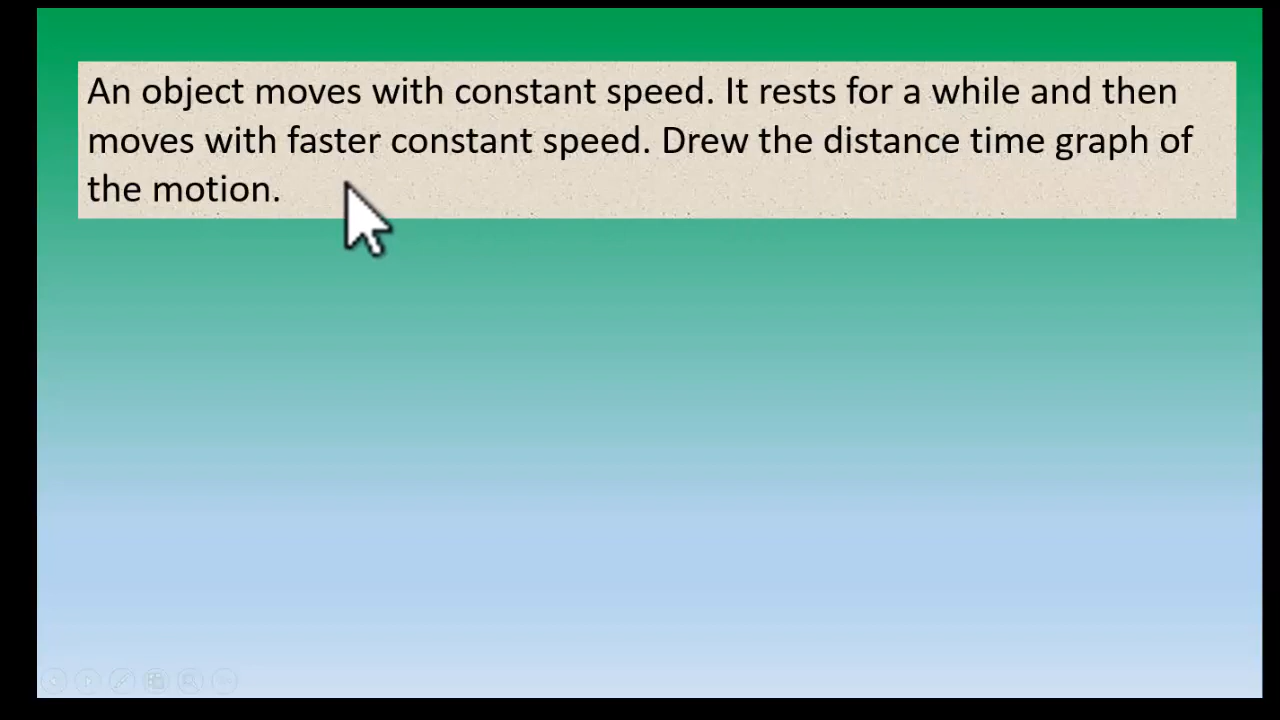 An object moves with constant speed. It rests for a while and then
moves with faster constant speed. Drew the distance time graph of
the motion.